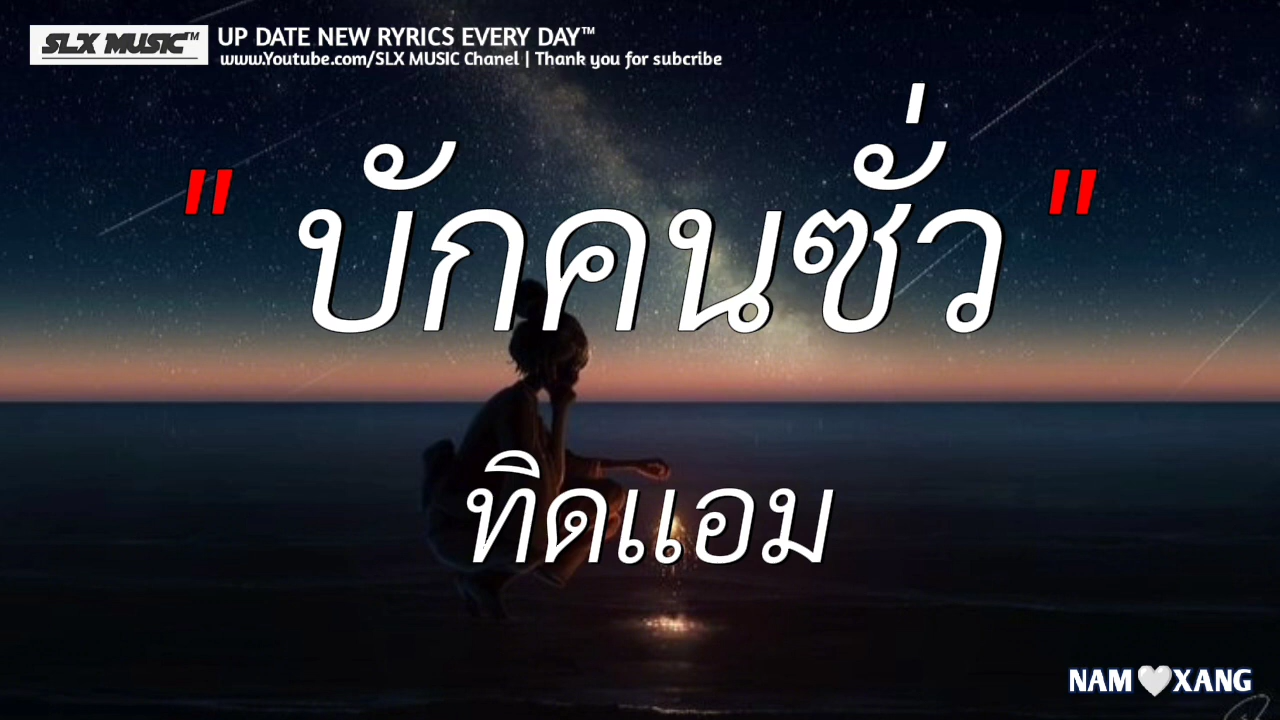 SLX MUSIC™
UP DATE NEW RYRICS EVERY DAY™
www.Youtube.com/SLX MUSIC Chanel | Thank you for subcribe
" บักคนซั่ว "
ทิดแอม
NAM🤍XANG